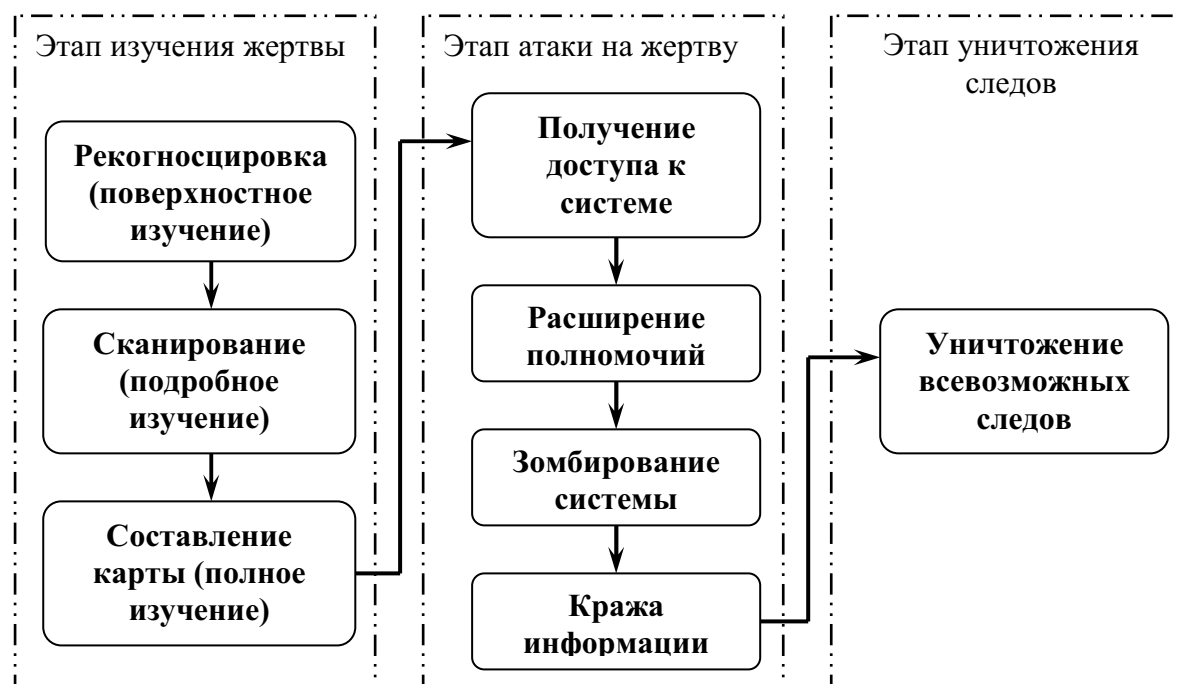 Этап изучения жертвы
Рекогносцировка
(поверхностное
изучение)
Сканирование
(подробное
изучение)
Составление
карты (полное
изучение)
Этап атаки на жертву
Получение
доступа к
системе
Расширение
полномочий
Зомбирование
системы
Кража
информации
Этап уничтожения
следов
Уничтожение
всевозможных
следов